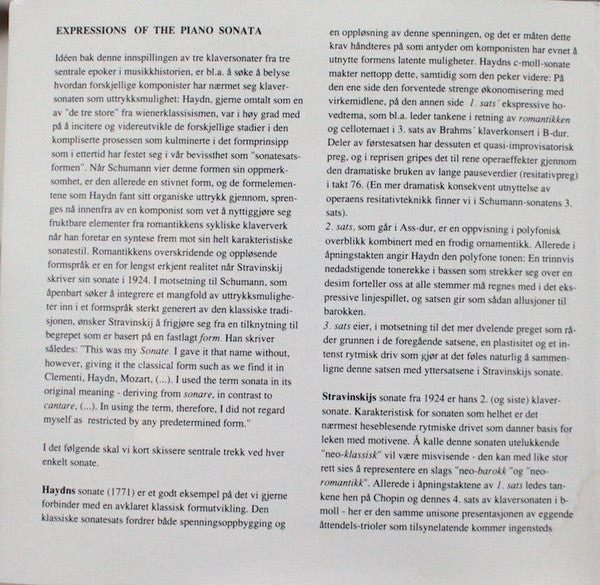 EXPRESSIONS OF THE PIANO SONATA
Idéen bak denne innspillingen av tre klaversonater fra tre
sentrale epoker i musikkhistorien, er bl.a. å søke å belyse
hvordan forskjellige komponister har nærmet seg klaver-
sonaten som uttrykksmulighet: Haydn, gjerne omtalt som en
av "de tre store" fra wienerklassisismen, var i høy grad med
på å incitere og videreutvikle de forskjellige stadier i den
kompliserte prosessen som kulminerte i det formprinsipp
som i ettertid har festet seg i vår bevissthet som "sonatesats-
formen". Når Schumann vier denne formen sin oppmerk-
somhet, er den allerede en stivnet form, og de formelemen-
tene som Haydn fant sitt organiske uttrykk gjennom, spren-
ges nå innenfra av en komponist som vet å nyttiggjøre seg
fruktbare elementer fra romantikkens sykliske klaververk
når han foretar en syntese frem mot sin helt karakteristiske
sonatestil. Romantikkens overskridende og oppløsende
formspråk er en for lengst erkjent realitet når Stravinskij
skriver sin sonate i 1924. I motsetning til Schumann, som
åpenbart søker å integrere et mangfold av uttrykksmulighe-
ter inn i et formspråk sterkt generert av den klassiske tradi-
sjonen, ønsker Stravinskij å frigjøre seg fra en tilknytning til
begrepet som er basert på en fastlagt form. Han skriver
således: "This was my Sonate. I gave it that name without,
however, giving it the classical form such as we find it in
Clementi, Haydn, Mozart, (...). I used the term sonata in its
original meaning - deriving from sonare, in contrast to
cantare, (...). In using the term, therefore, I did not regard
myself as restricted by any predetermined form."
I det følgende skal vi kort skissere sentrale trekk ved hver
enkelt sonate.
Haydns sonate (1771) er et godt eksempel på det vi gjerne
forbinder med en avklaret klassisk formutvikling. Den
klassiske sonatesats fordrer både spenningsoppbygging og
en oppløsning av denne spenningen, og det er måten dette
krav håndteres på som antyder om komponisten har evnet å
utnytte formens latente muligheter. Haydns c-moll-sonate
makter nettopp dette, samtidig som den peker videre: På
den ene side den forventede strenge økonomisering med
virkemidlene, på den annen side 1. sats' ekspressive ho-
vedtema, som bl.a. leder tankene i retning av romantikken
og cellotemaet i 3. sats av Brahms' klaverkonsert i B-dur.
Deler av førstesatsen har dessuten et quasi-improvisatorisk
preg, og i reprisen gripes det til rene operaeffekter gjennom
den dramatiske bruken av lange pauseverdier (resitativpreg)
i takt 76. (En mer dramatisk konsekvent utnyttelse av
operaens resitativteknikk finner vi i Schumann-sonatens 3.
sats).
2. sats, som går i Ass-dur, er en oppvisning i polyfonisk
overblikk kombinert med en frodig ornamentikk. Allerede i
åpningstakten angir Haydn den polyfone tonen: En trinnvis
nedadstigende tonerekke i bassen som strekker seg over en
desim forteller oss at alle stemmer må regnes med i det eks-
pressive linjespillet, og satsen gir som sådan allusjoner til
barokken.
3. sats eier, i motsetning til det mer dvelende preget som rå-
der grunnen i de foregående satsene, en plastisitet og et in-
tenst rytmisk driv som gjør at det føles naturlig å sammen-
ligne denne satsen med yttersatsene i Stravinskijs sonate.
Stravinskijs sonate fra 1924 er hans 2. (og siste) klaver-
sonate. Karakteristisk for sonaten som helhet er det
nærmest heseblesende rytmiske drivet som danner basis for
leken med motivene. Å kalle denne sonaten utelukkende
"neo-klassisk" vil være misvisende - den kan med like stor
rett sies å representere en slags "neo-barokk "og "neo-
romantikk". Allerede i åpningstaktene av 1. sats ledes tan-
kene hen på Chopin og dennes 4. sats av klaversonaten i b-
moll - her er den samme unisone presentasjonen av eggende
åttendels-trioler som tilsynelatende kommer ingensteds